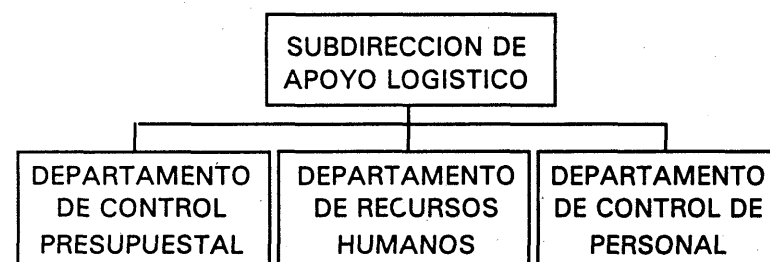 SUBDIRECCION DE
APOYO LOGISTICO
DEPARTAMENTO
DE CONTROL
PRESUPUESTAL
DEPARTAMENTO
DE RECURSOS
HUMANOS
DEPARTAMENTO
DE CONTROL DE
PERSONAL